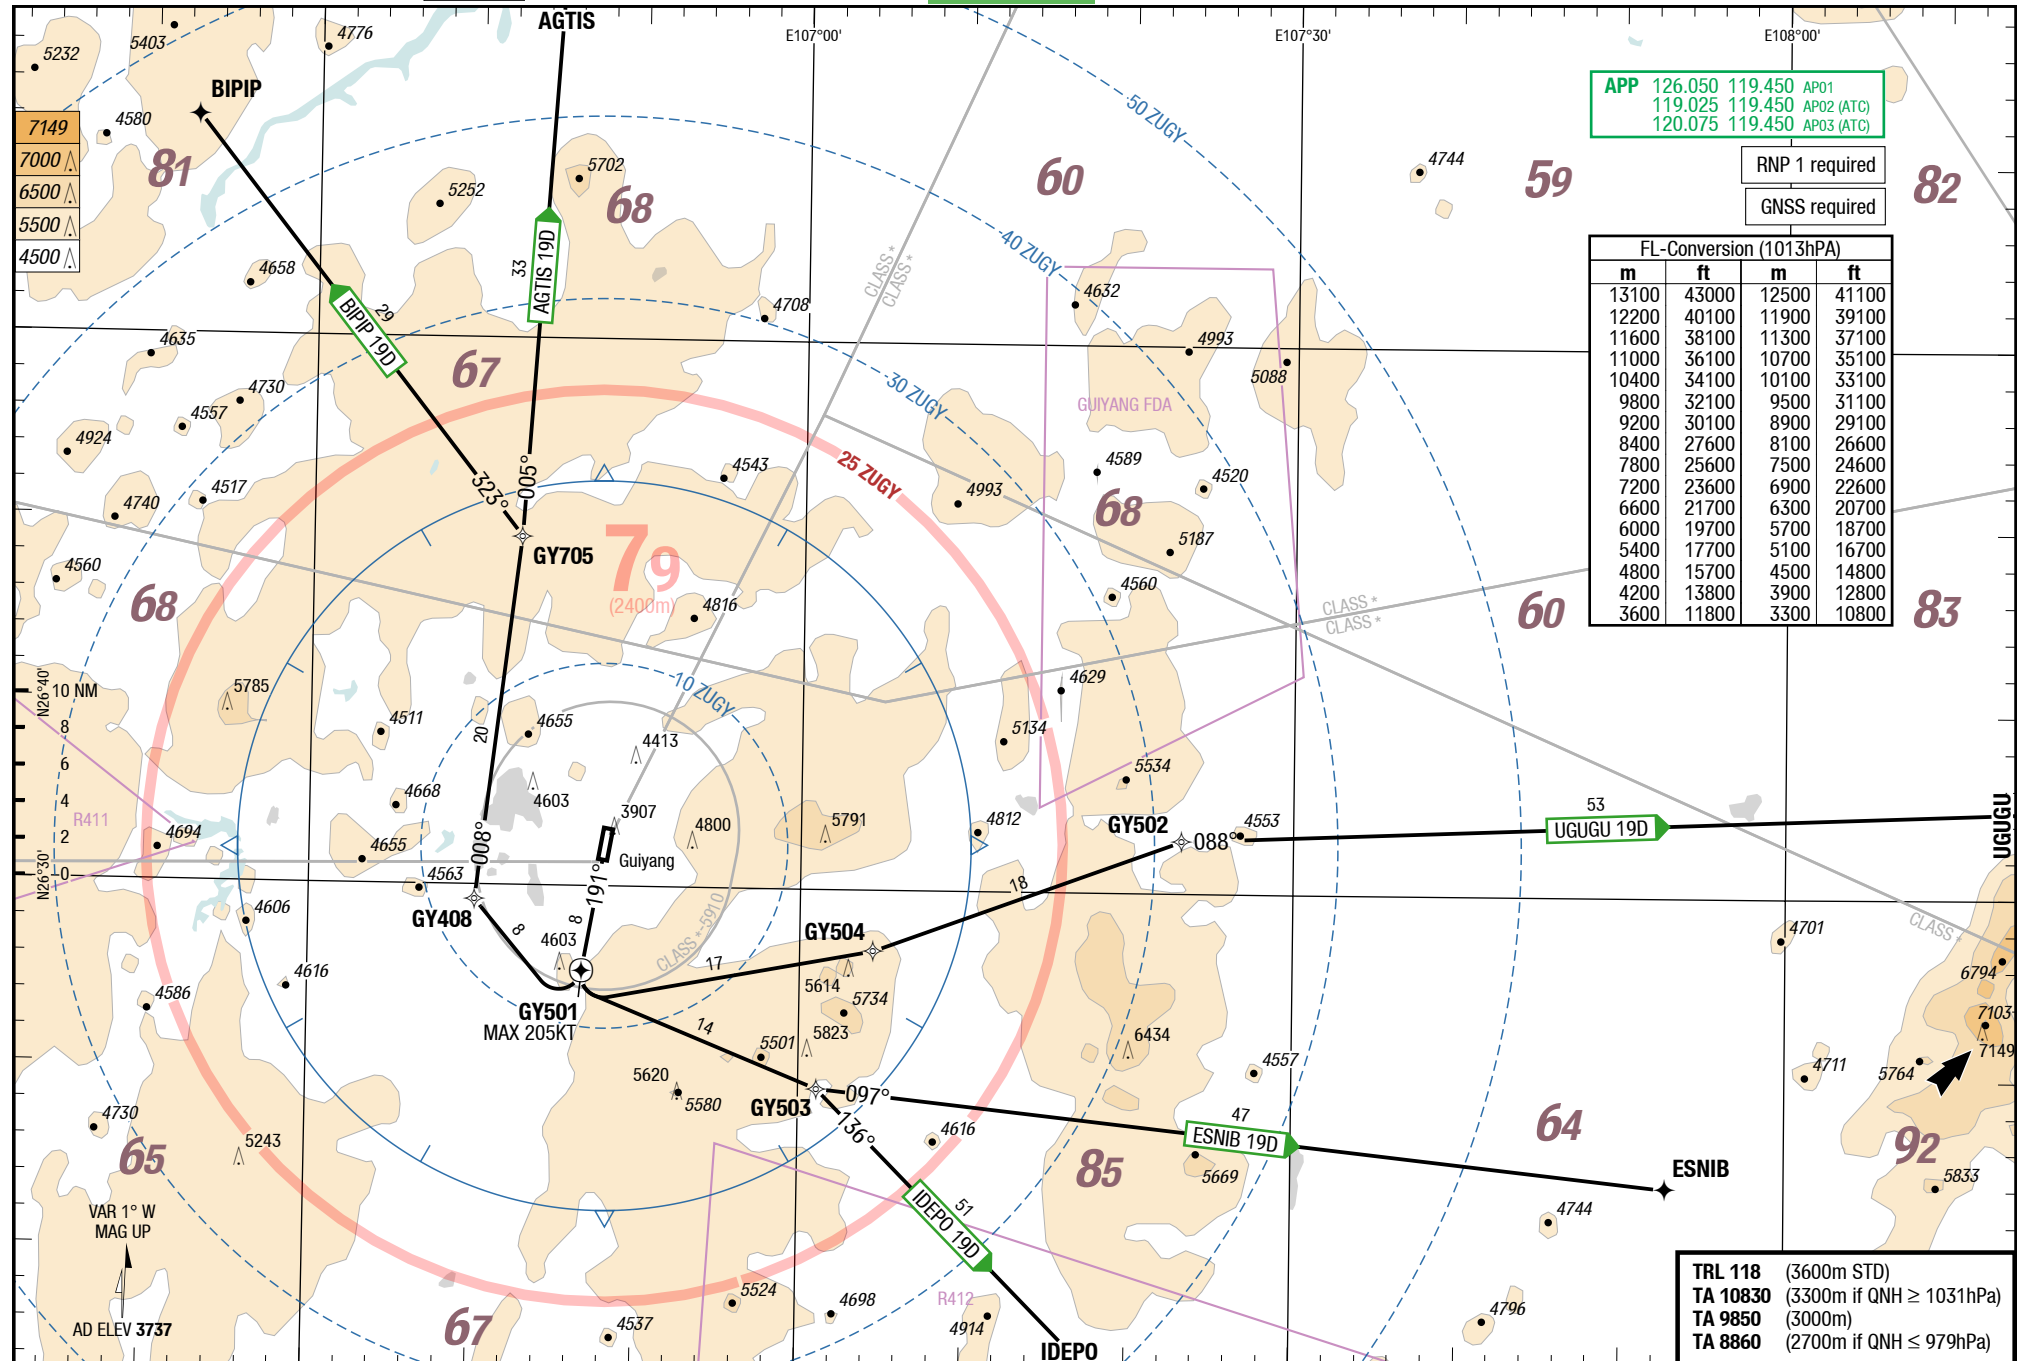 AGTIS
E107°00'
E107°30'
E108°00'
5232
5403
4776
BIPIP
4580
7149
7000
6500
5500
4500
81
5252
5702
68
60
50 ZUGY
4744
59
82
APP 126.050 119.450 AP01
119.025 119.450 AP02 (ATC)
120.075 119.450 AP03 (ATC)
RNP 1 required
GNSS required
FL-Conversion (1013hPA)
m ft m ft
13100 43000 12500 41100
12200 40100 11900 39100
11600 38100 11300 37100
11000 36100 10700 35100
10400 34100 10100 33100
9800 32100 9500 31100
9200 30100 8900 29100
8400 27600 8100 26600
7800 25600 7500 24600
7200 23600 6900 22600
6600 21700 6300 20700
6000 19700 5700 18700
5400 17700 5100 16700
4800 15700 4500 14800
4200 13800 3900 12800
3600 11800 3300 10800
4658
33
AGTIS 19D
CLASS *
CLASS *
40 ZUGY
4632
29
BIPIP 19D
4708
4635
67
4993
5088
30 ZUGY
GUIYANG FDA
4730
4557
4924
25 ZUGY
4543
4589
4520
4517
4740
323°
005°
4993
68
GY705
79
(2400m)
5187
4560
68
4816
4560
CLASS *
CLASS *
60
83
N26°40'
10 NM
8
6
4
2
0
N26°30'
5785
4511
20
4655
10 ZUGY
4413
4629
5134
5534
4668
4603
3907
4800
5791
4812
R411
4694
4655
008°
Guiyang
GY502
088°
4553
53
UGUGU 19D
UGUGU
4563
191°
18
GY408
4606
8
8
4603
CLASS *-5910
GY504
17
4701
CLASS *
6794
4616
4586
GY501
MAX 205KT
5614
5734
14
5823
5501
6434
7103
7149
4557
4711
5764
5620
5580
GY503
097°
136°
4730
5243
65
4616
47
ESNIB 19D
64
92
85
5669
ESNIB
5833
VAR 1° W
MAG UP
51
IDEPO 19D
4744
TRL 118 (3600m STD)
TA 10830 (3300m if QNH ≥ 1031hPa)
TA 9850 (3000m)
TA 8860 (2700m if QNH ≤ 979hPa)
5524
4698
R412
4914
4796
AD ELEV 3737
67
4537
IDEPO